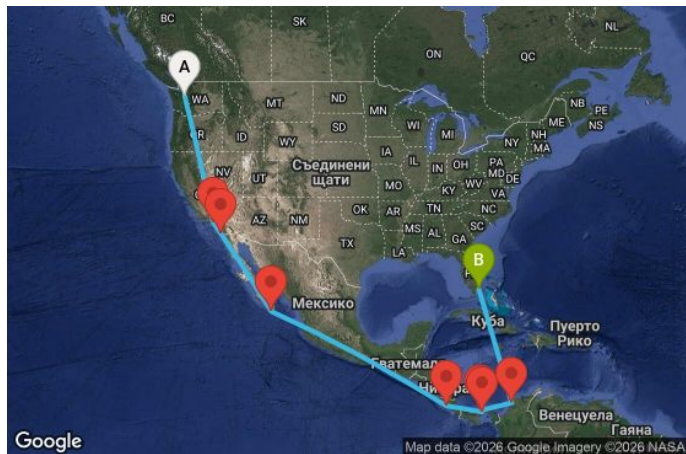 BC
SK
NL
A
ON
QC
WA
MT
ND
MN
NB
PE
NS
OR
ID
SD
WI
MI
ME
NH
MA
WY
NY
NV
IA
IL
IN
OH
PA
MD
DE
UT
Съединени
щати
MO
KY
WV
VA
AZ
NM
OK
AR
TN
NC
MS
AL
GA
SC
TX
LA
B
Мексико
Куба
Пуерто
Рико
Гватемала
Венецуела
Гаяна
Google
Map data ©2026 Google Imagery ©2026 NASA